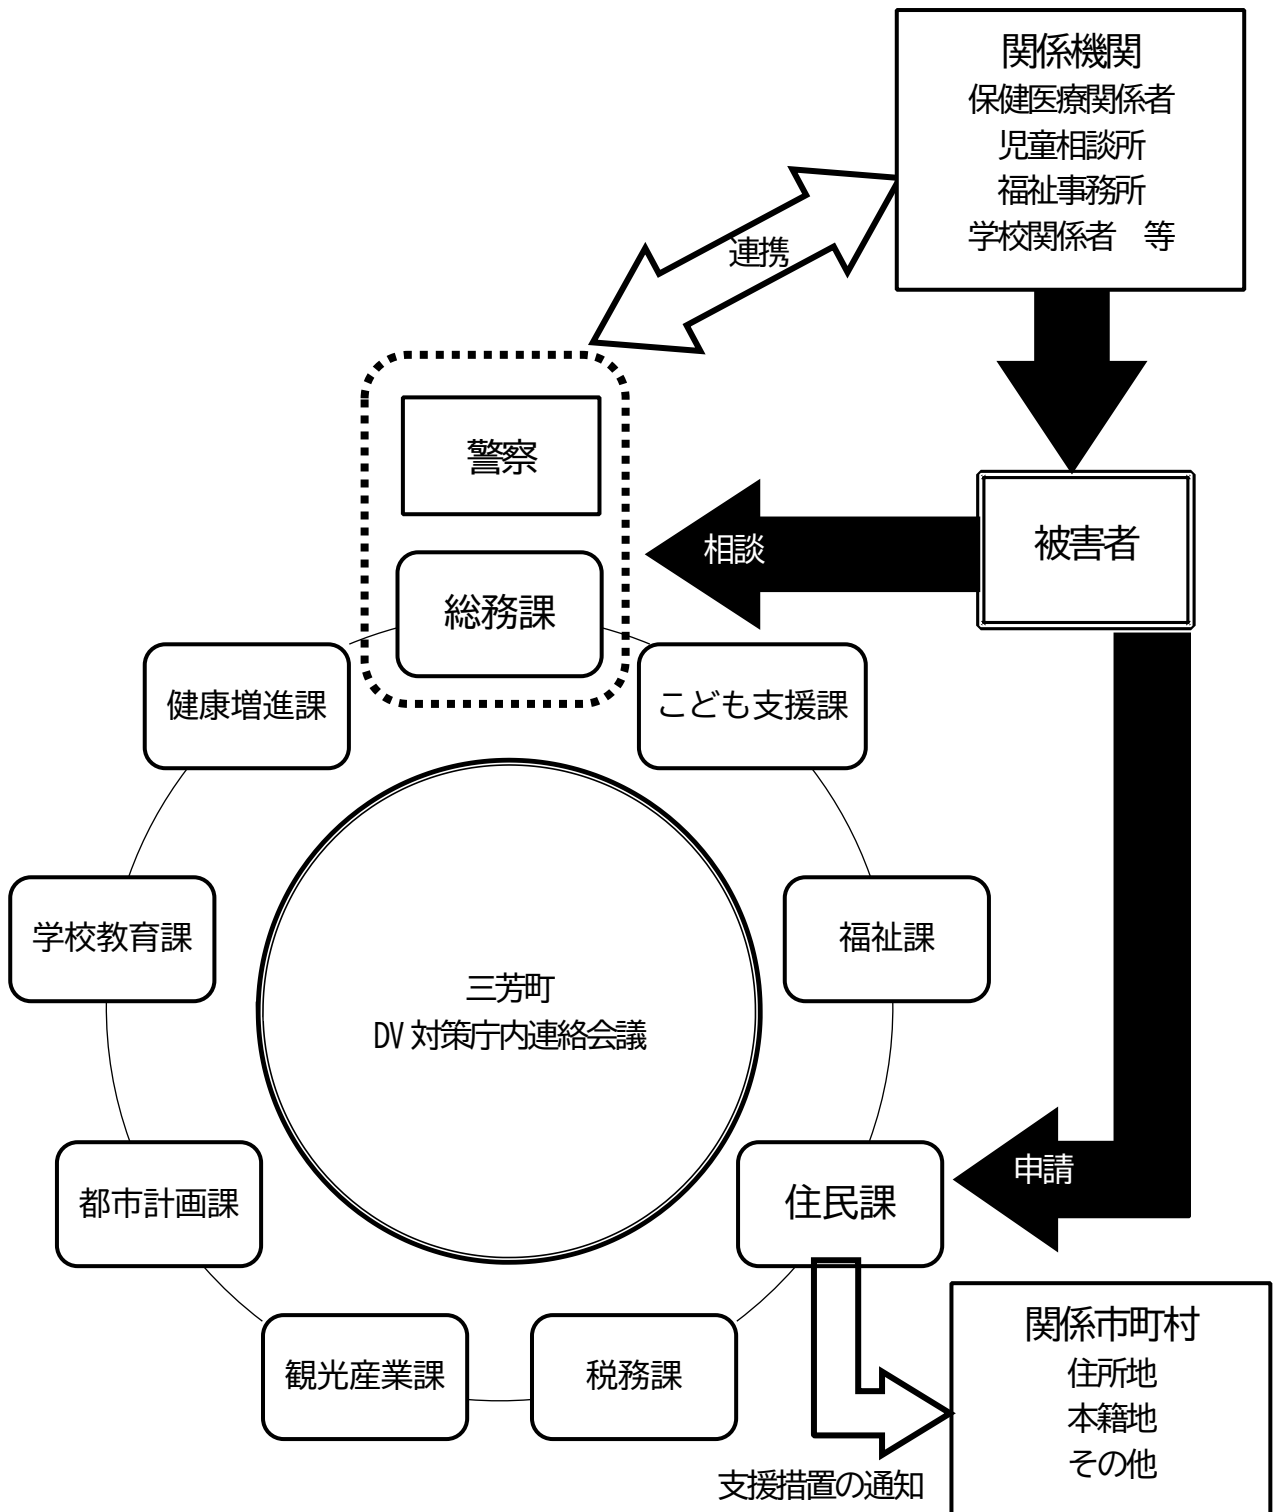 関係機関
保健医療関係者
児童相談所
福祉事務所
学校関係者　等
連携
警察
相談
被害者
総務課
健康増進課
こども支援課
学校教育課
福祉課
三芳町
DV 対策庁内連絡会議
都市計画課
住民課
申請
観光産業課
税務課
関係市町村
住所地
本籍地
その他
支援措置の通知